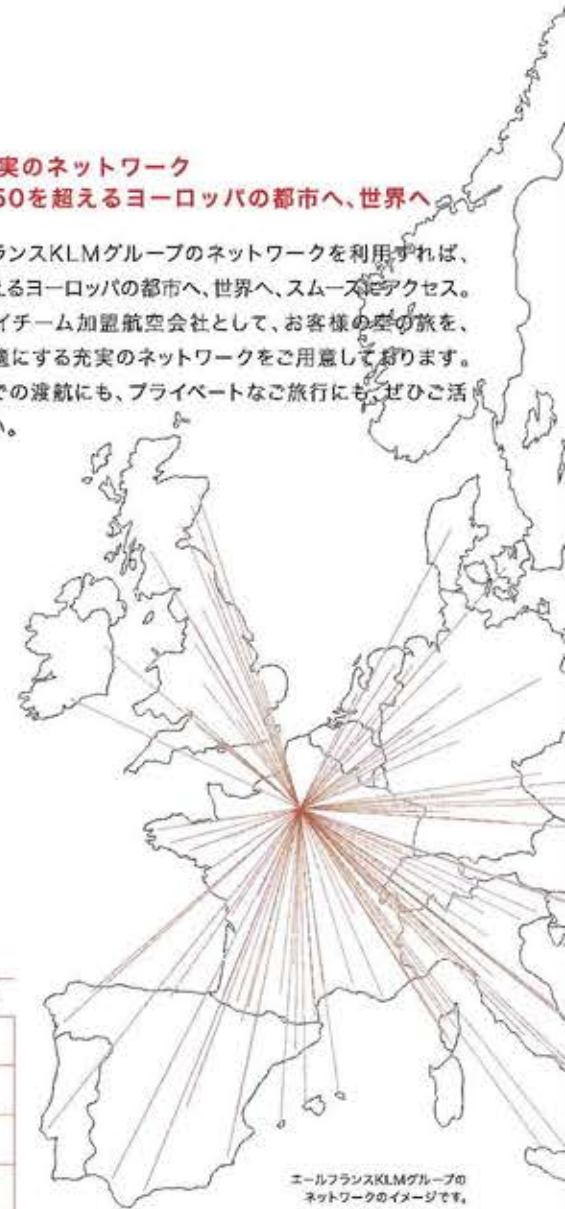 実のネットワーク
50を超えるヨーロッパの都市へ、世界へ
ランスKLMグループのネットワークを利用すれば、
えるヨーロッパの都市へ、世界へ、スムーズにアクセス。
イチーム加盟航空会社として、お客様の空の旅を、
適にする充実のネットワークをご用意しております。
での渡航にも、プライベートなご旅行にも、ぜひご活
い。
エールフランスKLMグループの
ネットワークのイメージです。